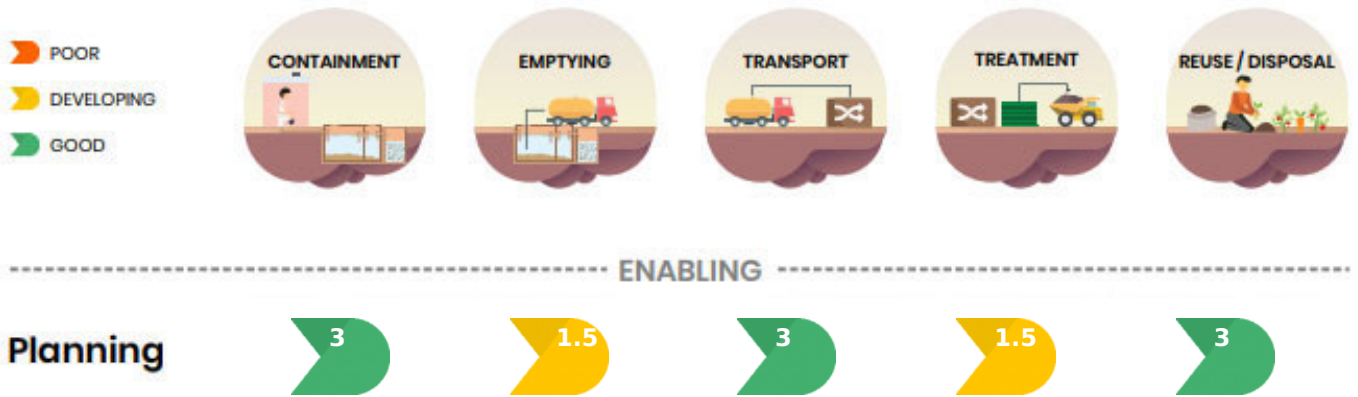 POOR
DEVELOPING
GOOD
CONTAINMENT
EMPTYING
TRANSPORT
TREATMENT
REUSE / DISPOSAL
ENABLING
Planning
3
1.5
3
1.5
3